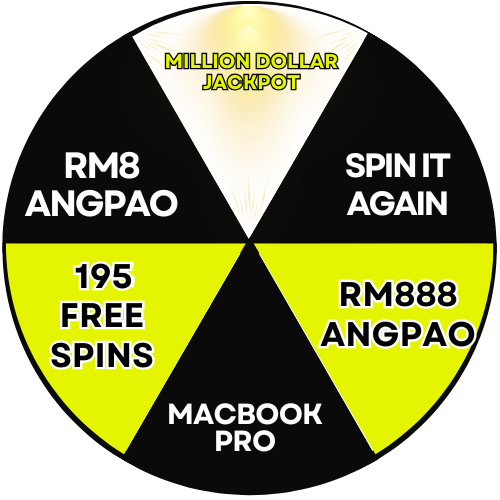 MILLION DOLLAR
JACKPOT
RM8
ANGPAO
SPIN IT
AGAIN
195
FREE
SPINS
RM888
ANGPAO
MACBOOK
PRO